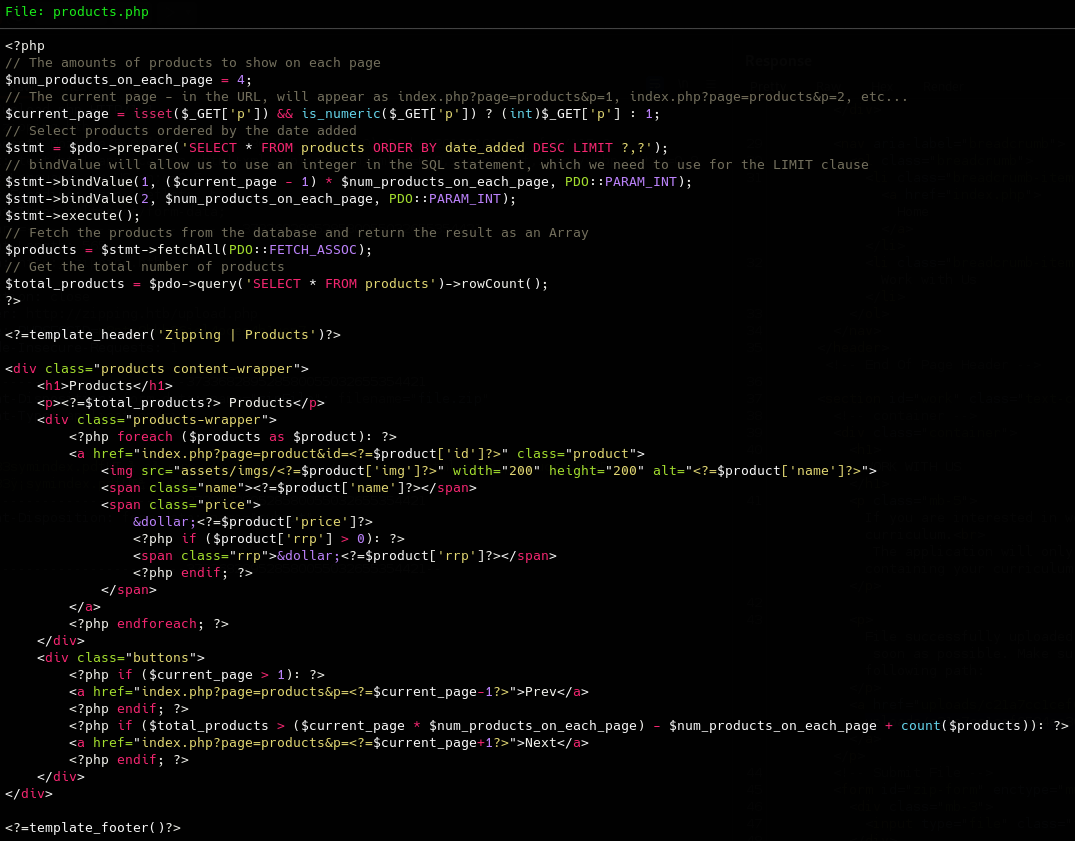 File: products.php
<?php
// The amounts of products to show on each page
$num_products_on_each_page = 4;
// The current page - in the URL, will appear as index.php?page=products&p=1, index.php?page=products&p=2, etc...
$current_page = isset($_GET['p']) && is_numeric($_GET['p']) ? (int)$_GET['p'] : 1;
// Select products ordered by the date added
$stmt = $pdo->prepare('SELECT * FROM products ORDER BY date_added DESC LIMIT ?,?');
// bindValue will allow us to use an integer in the SQL statement, which we need to use for the LIMIT clause
$stmt->bindValue(1, ($current_page - 1) * $num_products_on_each_page, PDO::PARAM_INT);
$stmt->bindValue(2, $num_products_on_each_page, PDO::PARAM_INT);
$stmt->execute();
// Fetch the products from the database and return the result as an Array
$products = $stmt->fetchAll(PDO::FETCH_ASSOC);
// Get the total number of products
$total_products = $pdo->query('SELECT * FROM products')->rowCount();
?>
<?=template_header('Zipping | Products')?>
<div class="products content-wrapper">
    <h1>Products</h1>
    <p><?=$total_products?> Products</p>
    <div class="products-wrapper">
        <?php foreach ($products as $product): ?>
        <a href="index.php?page=product&id=<?=$product['id']?>" class="product">
            <img src="assets/imgs/<?=$product['img']?>" width="200" height="200" alt="<?=$product['name']?>">
            <span class="name"><?=$product['name']?></span>
            <span class="price">
                &dollar;<?=$product['price']?>
                <?php if ($product['rrp'] > 0): ?>
                <span class="rrp">&dollar;<?=$product['rrp']?></span>
                <?php endif; ?>
            </span>
        </a>
        <?php endforeach; ?>
    </div>
    <div class="buttons">
        <?php if ($current_page > 1): ?>
        <a href="index.php?page=products&p=<?=$current_page-1?>">Prev</a>
        <?php endif; ?>
        <?php if ($total_products > ($current_page * $num_products_on_each_page) - $num_products_on_each_page + count($products)): ?>
        <a href="index.php?page=products&p=<?=$current_page+1?>">Next</a>
        <?php endif; ?>
    </div>
</div>
<?=template_footer()?>